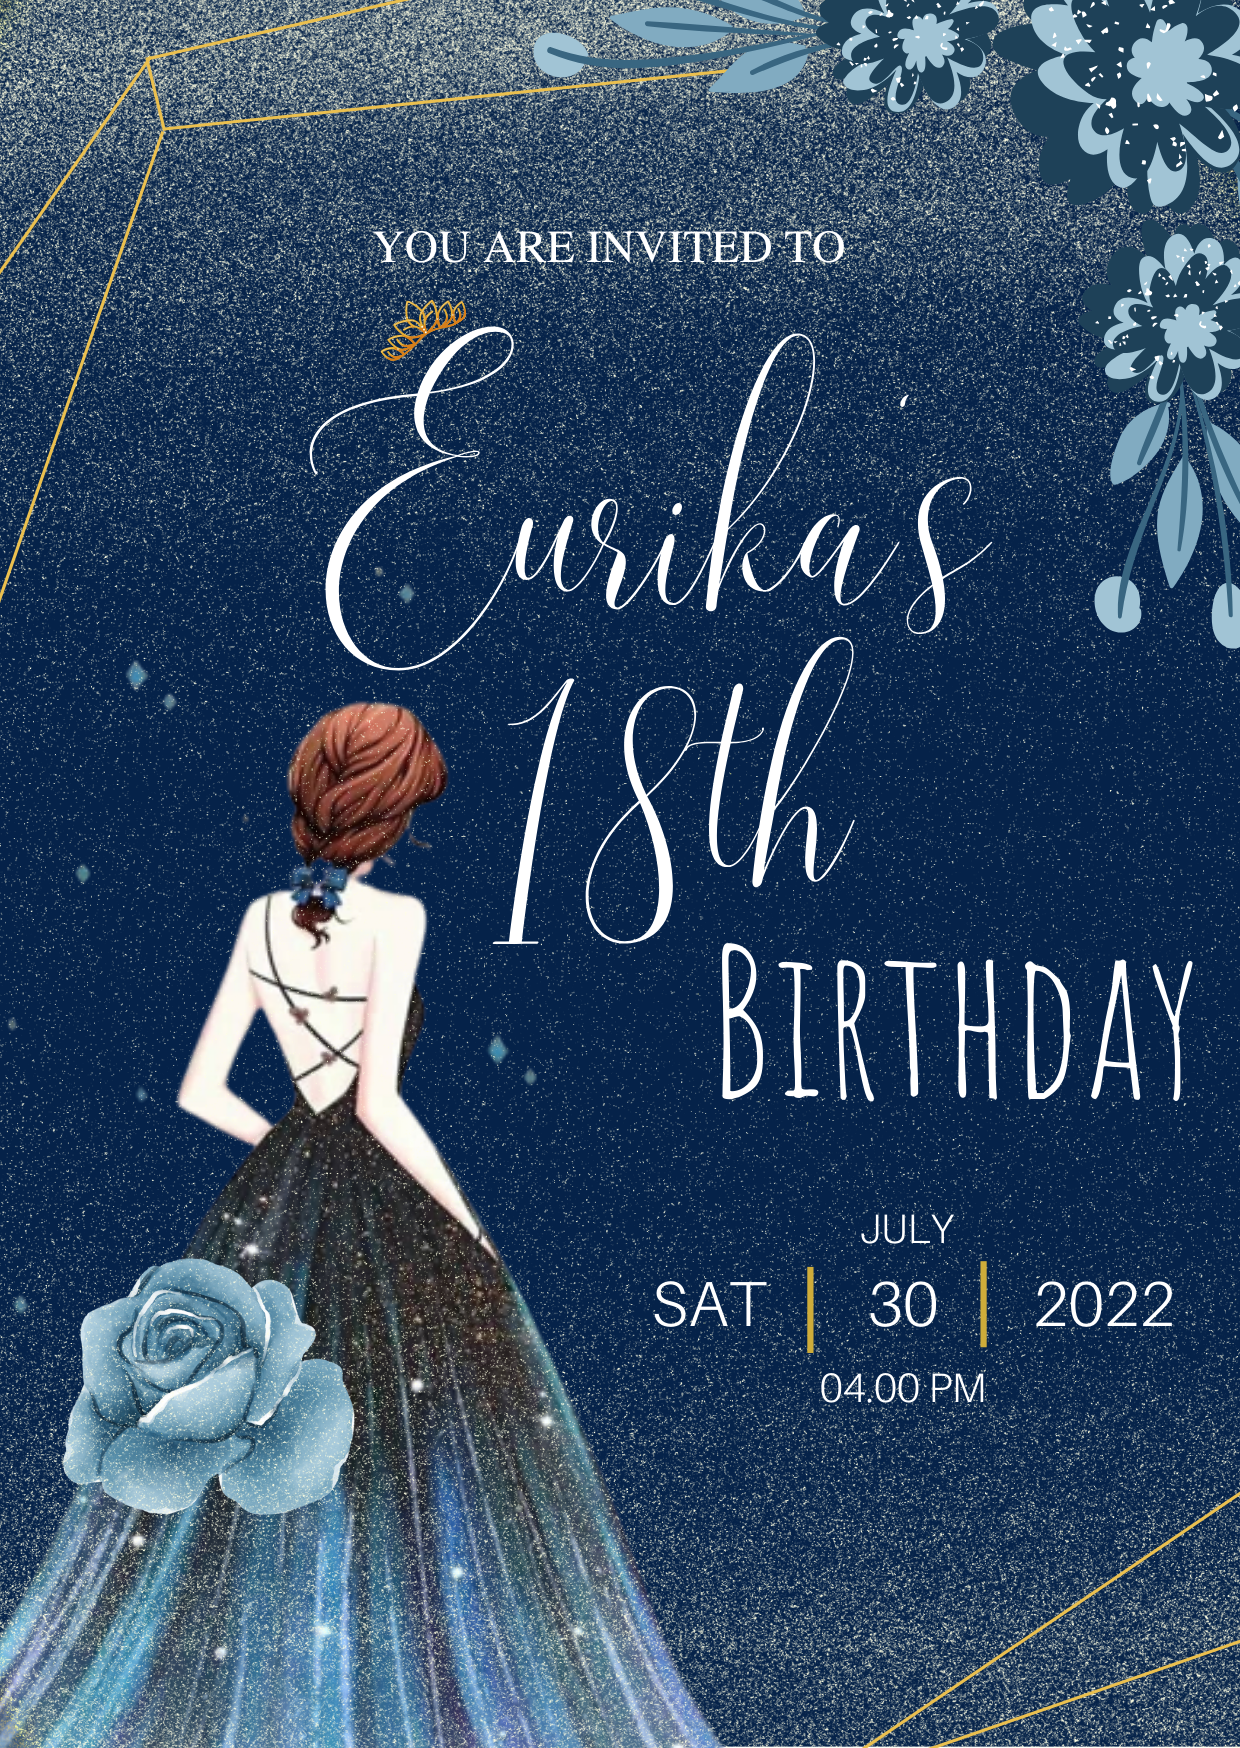 YOU ARE INVITED TO
Eurika's
18th
BIRTHDAY
JULY
SAT | 30 | 2022
04.00 PM